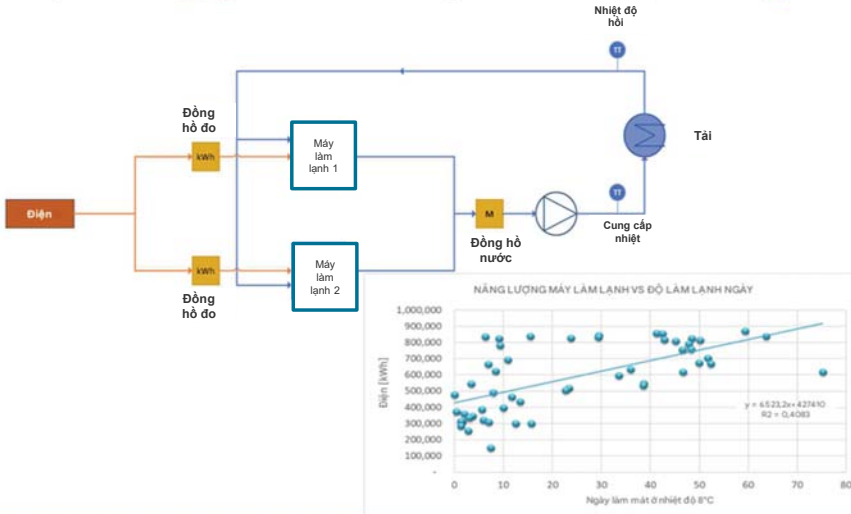 Nhiệt độ
hồi
TT
Đồng
hồ đo
kWh
Máy
làm
lạnh 1
Tải
Điện
M
TT
Cung cấp
nhiệt
Đồng hồ
nước
kWh
Đồng
hồ đo
Máy
làm
lạnh 2
NĂNG LƯỢNG MÁY LÀM LẠNH VS ĐỘ LÀM LẠNH NGÀY
Điện [kWh]
1,000,000
900,000
800,000
700,000
600,000
500,000
400,000
300,000
200,000
100,000
-
y = 6523,2x+ 427410
R2 = 0,4083
0 10 20 30 40 50 60 70 80
Ngày làm mát ở nhiệt độ 8°C